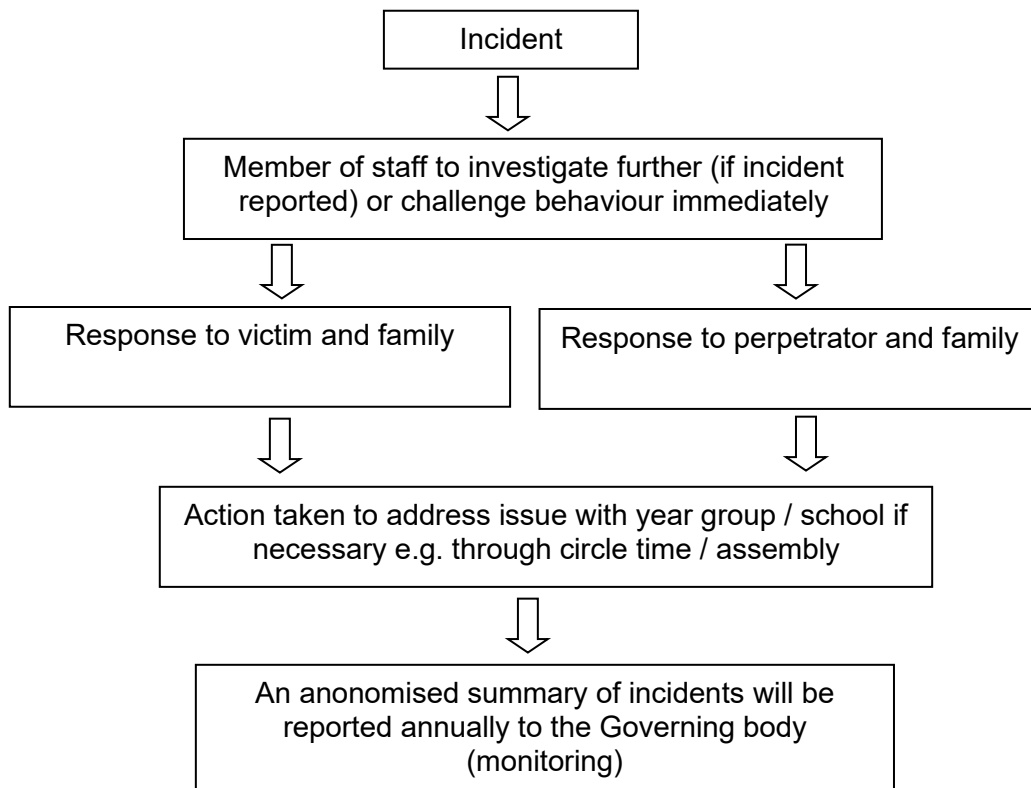 Incident
Member of staff to investigate further (if incident
reported) or challenge behaviour immediately
Response to victim and family
Response to perpetrator and family
Action taken to address issue with year group / school if
necessary e.g. through circle time / assembly
An anonomised summary of incidents will be
reported annually to the Governing body
(monitoring)